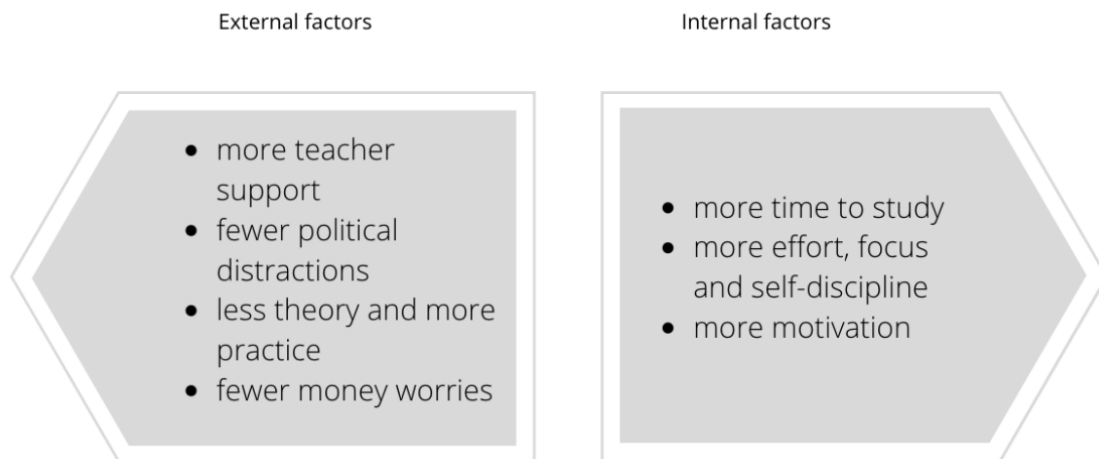 External factors
Internal factors
• more teacher
support
• fewer political
distractions
• less theory and more
practice
• fewer money worries
• more time to study
• more effort, focus
and self-discipline
• more motivation